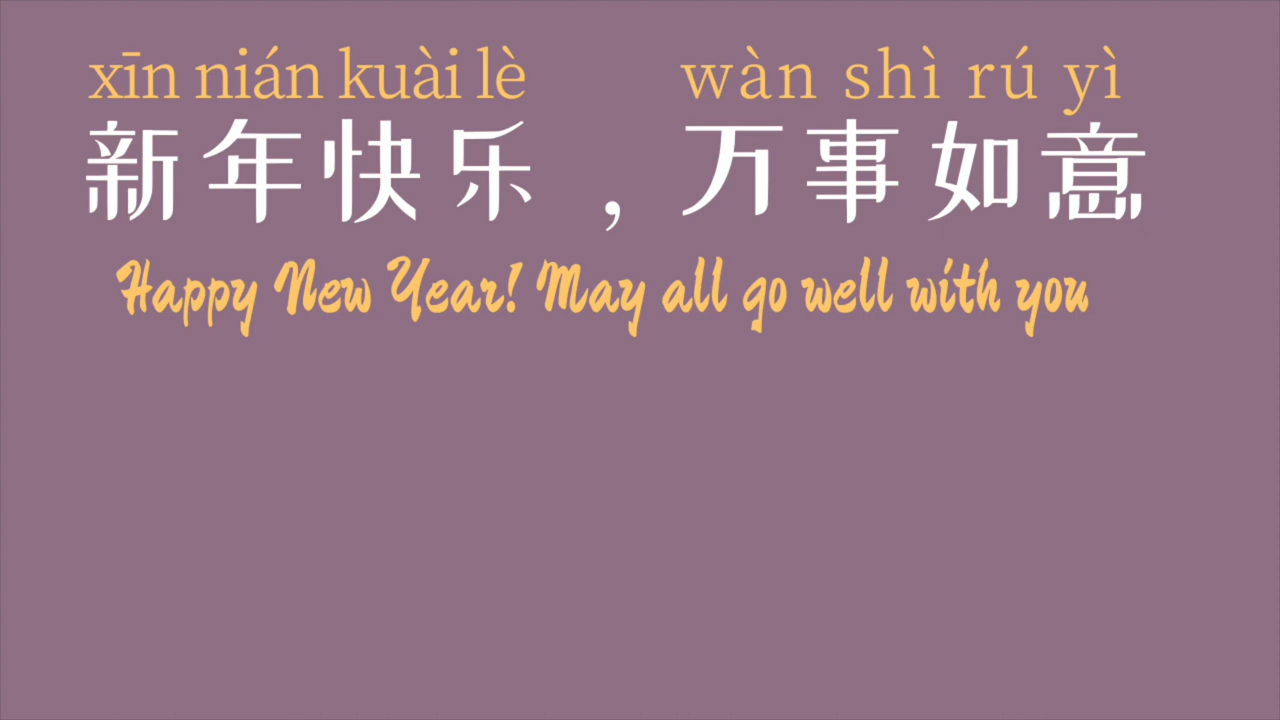 xīn nián kuài lè wàn shì rú yì
新年快乐，万事如意
Happy New Year! May all go well with you